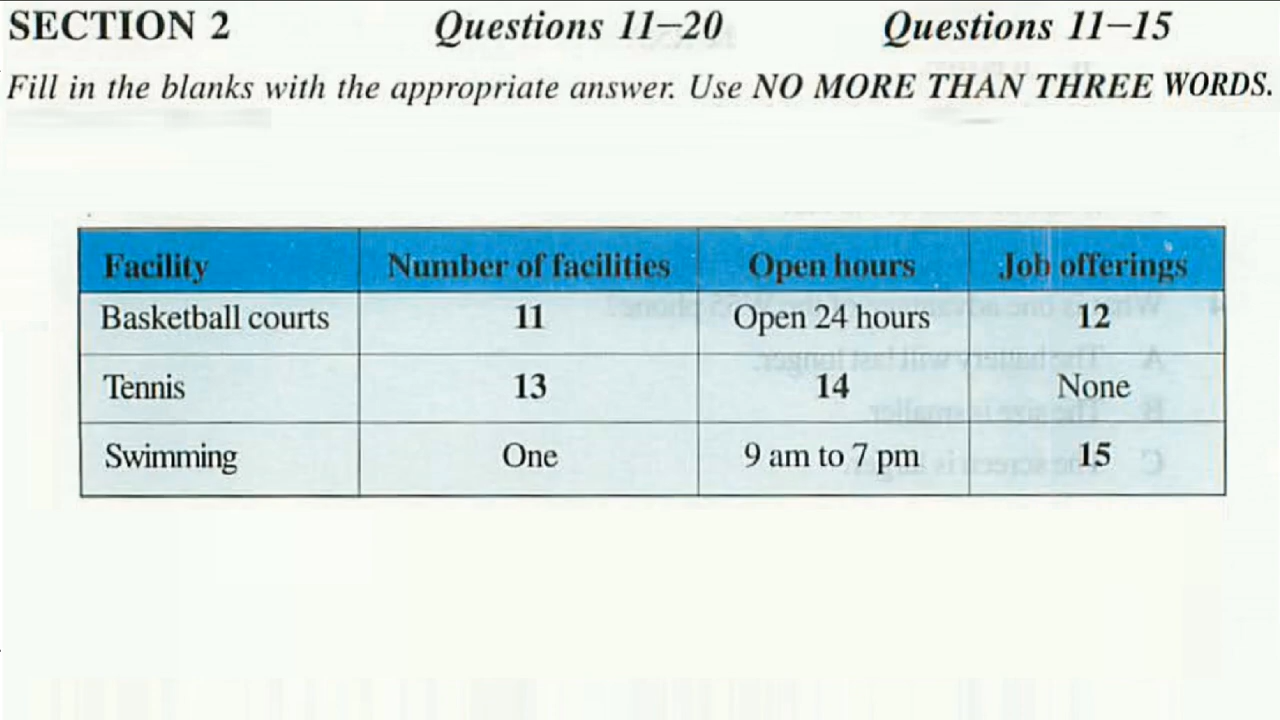 SECTION 2 Questions 11–20 Questions 11–15
Fill in the blanks with the appropriate answer. Use NO MORE THAN THREE WORDS.
Facility Number of facilities Open hours Job offerings
Basketball courts 11 Open 24 hours 12
Tennis 13 14 None
Swimming One 9 am to 7 pm 15